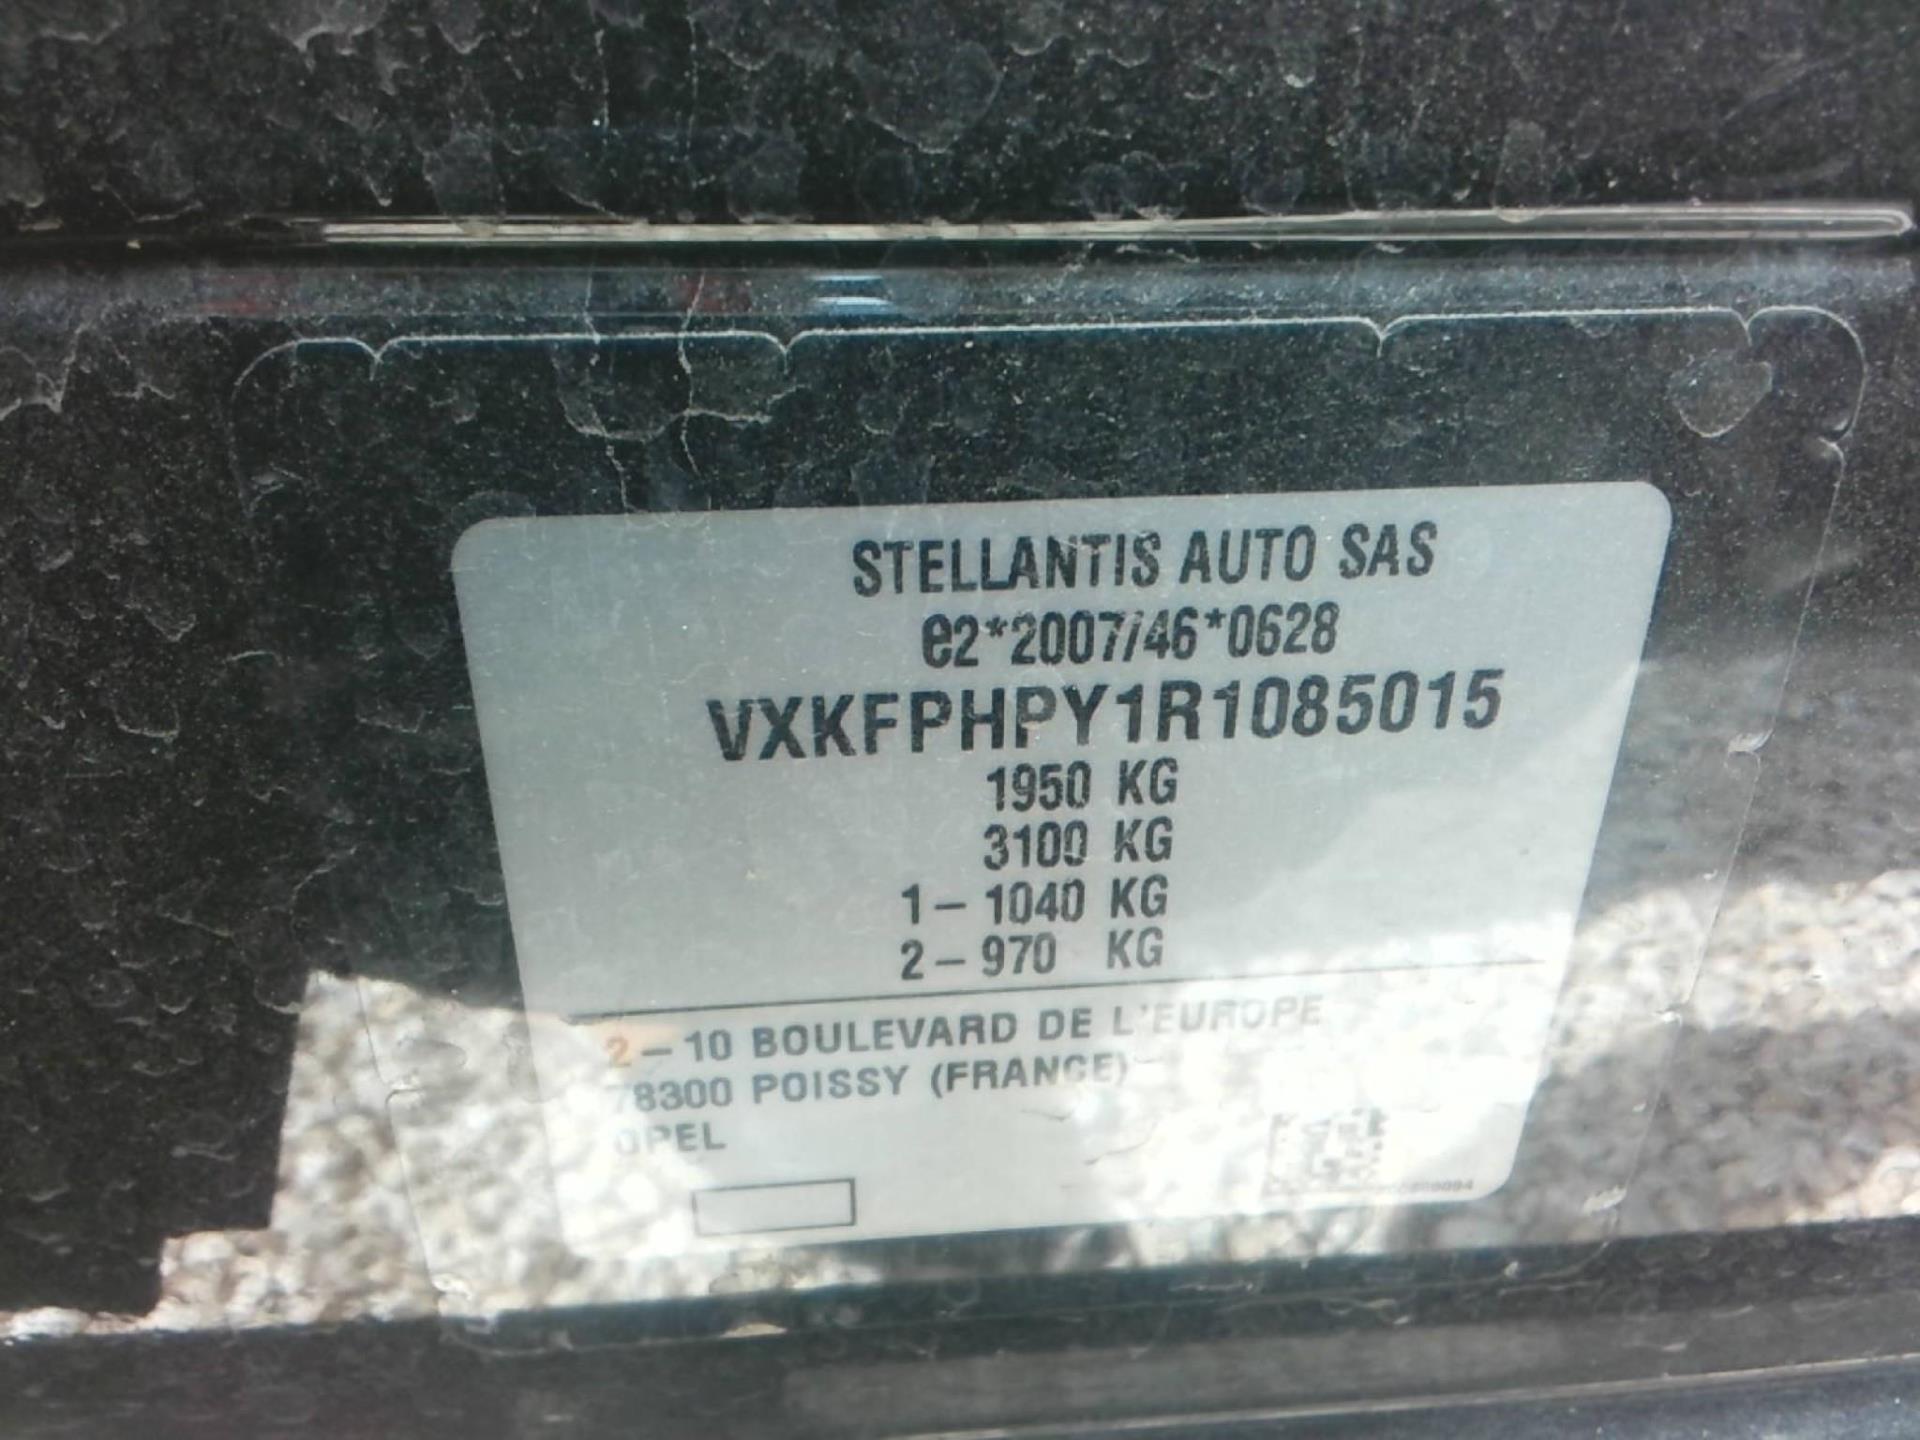 STELLANTIS AUTO SAS
e2*2007/46*0628
VXKFPHPY1R1085015
1950 KG
3100 KG
1-1040 KG
2-970 KG
2-10 BOULEVARD DE L'EUROPE
78300 POISSY (FRANCE)
OPEL